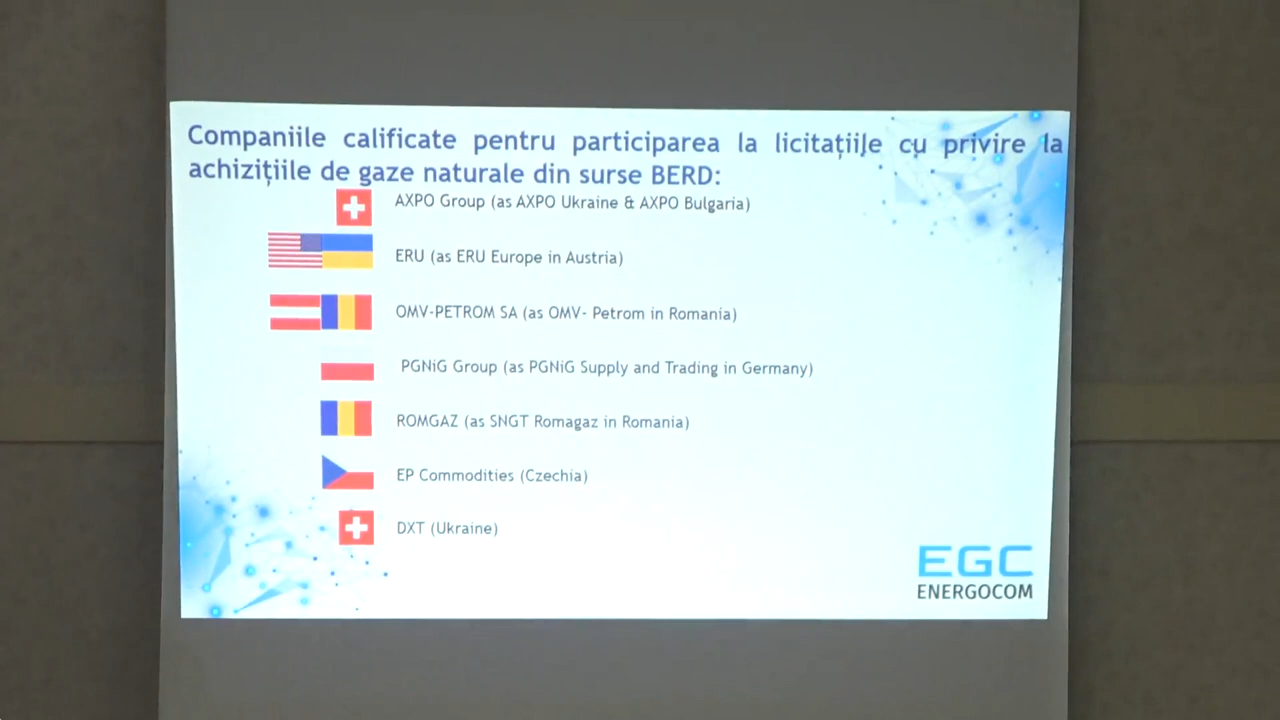 Companiile calificate pentru participarea la licitațiile cu privire la
achizițiile de gaze naturale din surse BERD:
AXPO Group (as AXPO Ukraine & AXPO Bulgaria)
ERU (as ERU Europe in Austria)
OMV-PETROM SA (as OMV- Petrom in Romania)
PGNiG Group (as PGNiG Supply and Trading in Germany)
ROMGAZ (as SNGT Romagaz in Romania)
EP Commodities (Czechia)
DXT (Ukraine)
EGC
ENERGOCOM